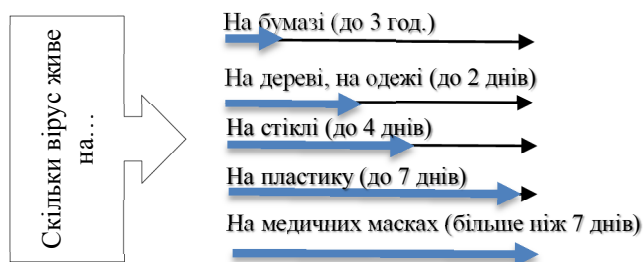 Скільки вірус живе
на…
На бумазі (до 3 год.)
На дереві, на одежі (до 2 днів)
На стіклі (до 4 днів)
На пластику (до 7 днів)
На медичних масках (більше ніж 7 днів)